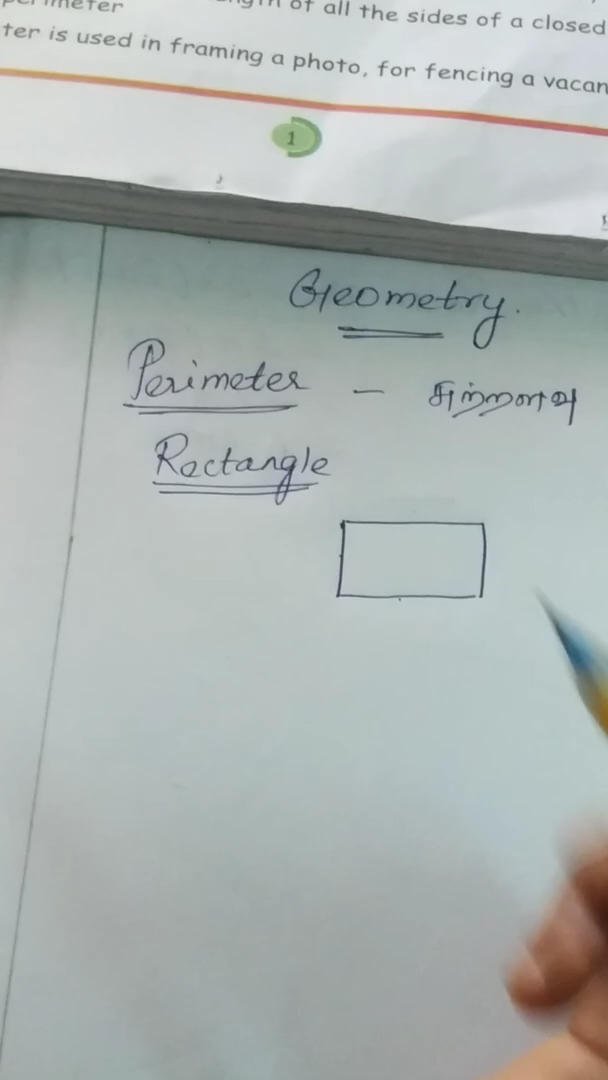 of all the sides of a closed
ter is used in framing a photo, for fencing a vacan
1
Geometry.
Perimeter - சுற்றளவு
Rectangle